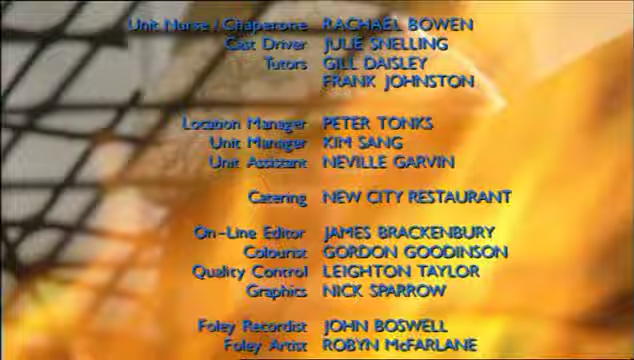 Unit Nurse / Chaperone RACHAEL BOWEN
Cast Driver JULIE SNELLING
Tutors GILL DAISLEY
FRANK JOHNSTON
Location Manager PETER TONKS
Unit Manager KIM SANG
Unit Assistant NEVILLE GARVIN
Catering NEW CITY RESTAURANT
On-Line Editor JAMES BRACKENBURY
Colourist GORDON GOODINSON
Quality Control LEIGHTON TAYLOR
Graphics NICK SPARROW
Foley Recordist JOHN BOSWELL
Foley Artist ROBYN McFARLANE